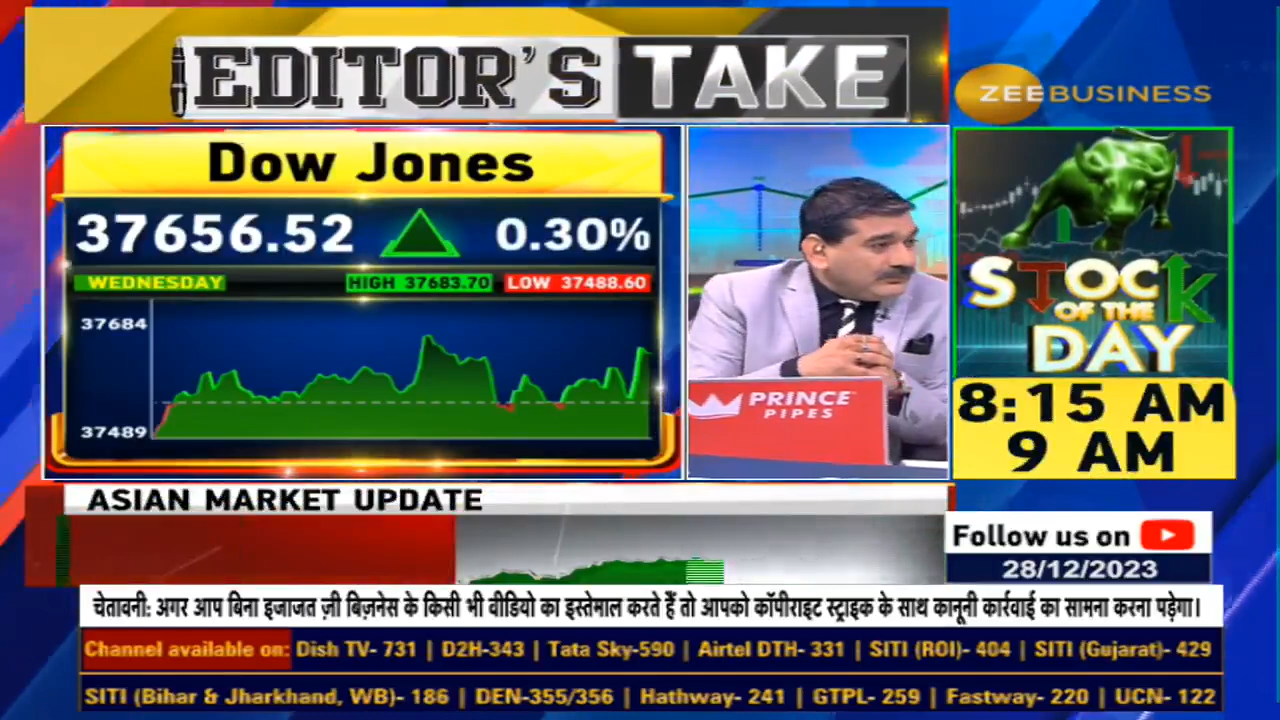 EDITOR'S TAKE
ZEEBUSINESS
Dow Jones
37656.52 0.30%
WEDNESDAY HIGH 37683.70 LOW 37488.60
37684
37489
PRINCE
PIPES
STOCK
OF THE
DAY
8:15 AM
9 AM
ASIAN MARKET UPDATE
Follow us on
28/12/2023
चेतावनी: अगर आप बिना इजाजत ज़ी बिज़नेस के किसी भी वीडियो का इस्तेमाल करते हैं तो आपको कॉपीराइट स्ट्राइक के साथ कानूनी कार्रवाई का सामना करना पड़ेगा।
Channel available on: Dish TV- 731 | D2H-343 | Tata Sky-590 | Airtel DTH- 331 | SITI (ROI)- 404 | SITI (Gujarat)- 429
SITI (Bihar & Jharkhand, WB)- 186 | DEN-355/356 | Hathway- 241 | GTPL- 259 | Fastway- 220 | UCN- 122